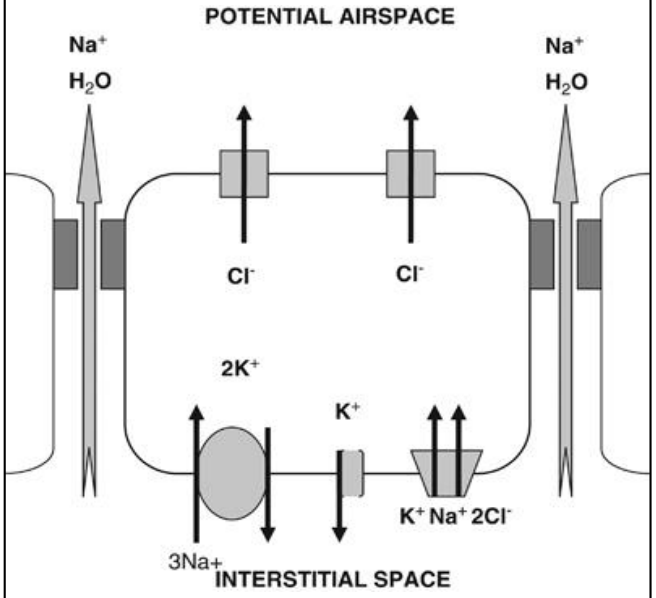 POTENTIAL AIRSPACE
Na⁺
H₂O
Na⁺
H₂O
Cl⁻
Cl⁻
2K⁺
K⁺
K⁺ Na⁺ 2Cl⁻
3Na+
INTERSTITIAL SPACE